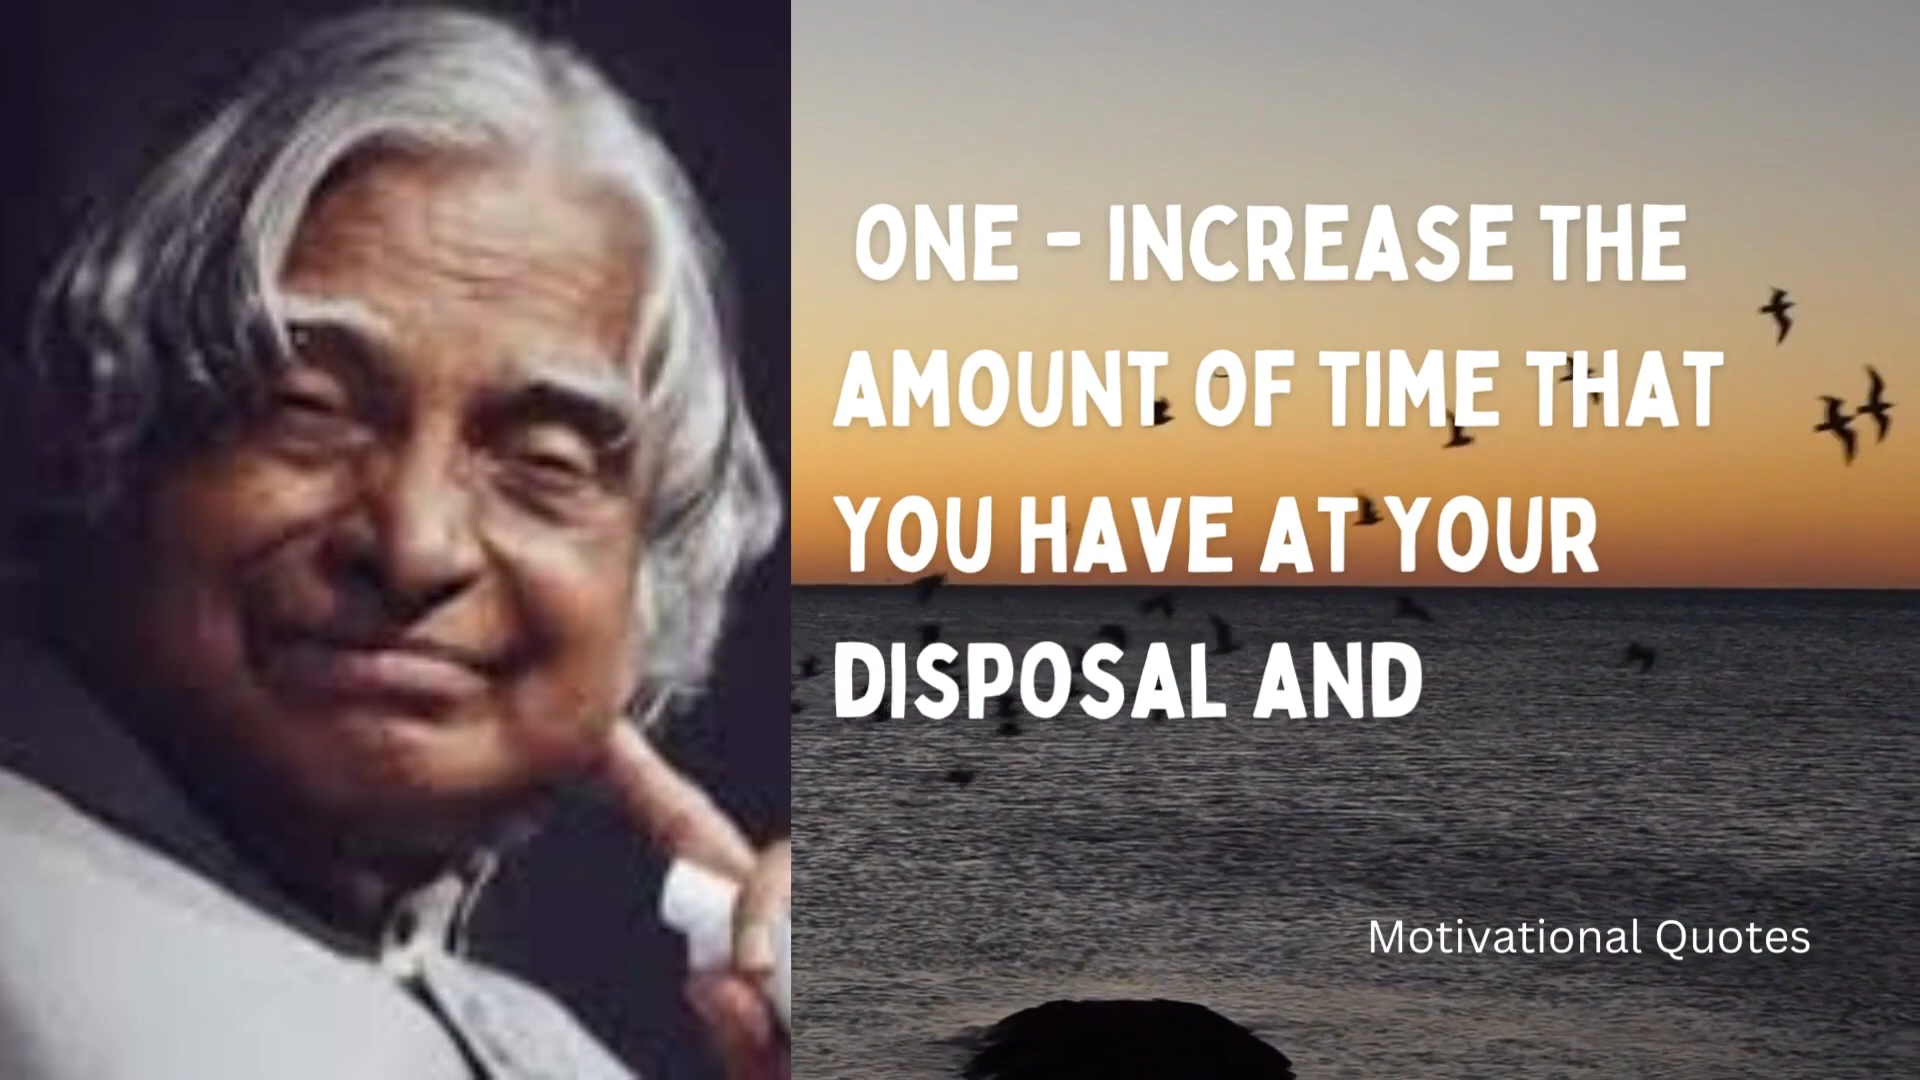 ONE - INCREASE THE
AMOUNT OF TIME THAT
YOU HAVE AT YOUR
DISPOSAL AND
Motivational Quotes